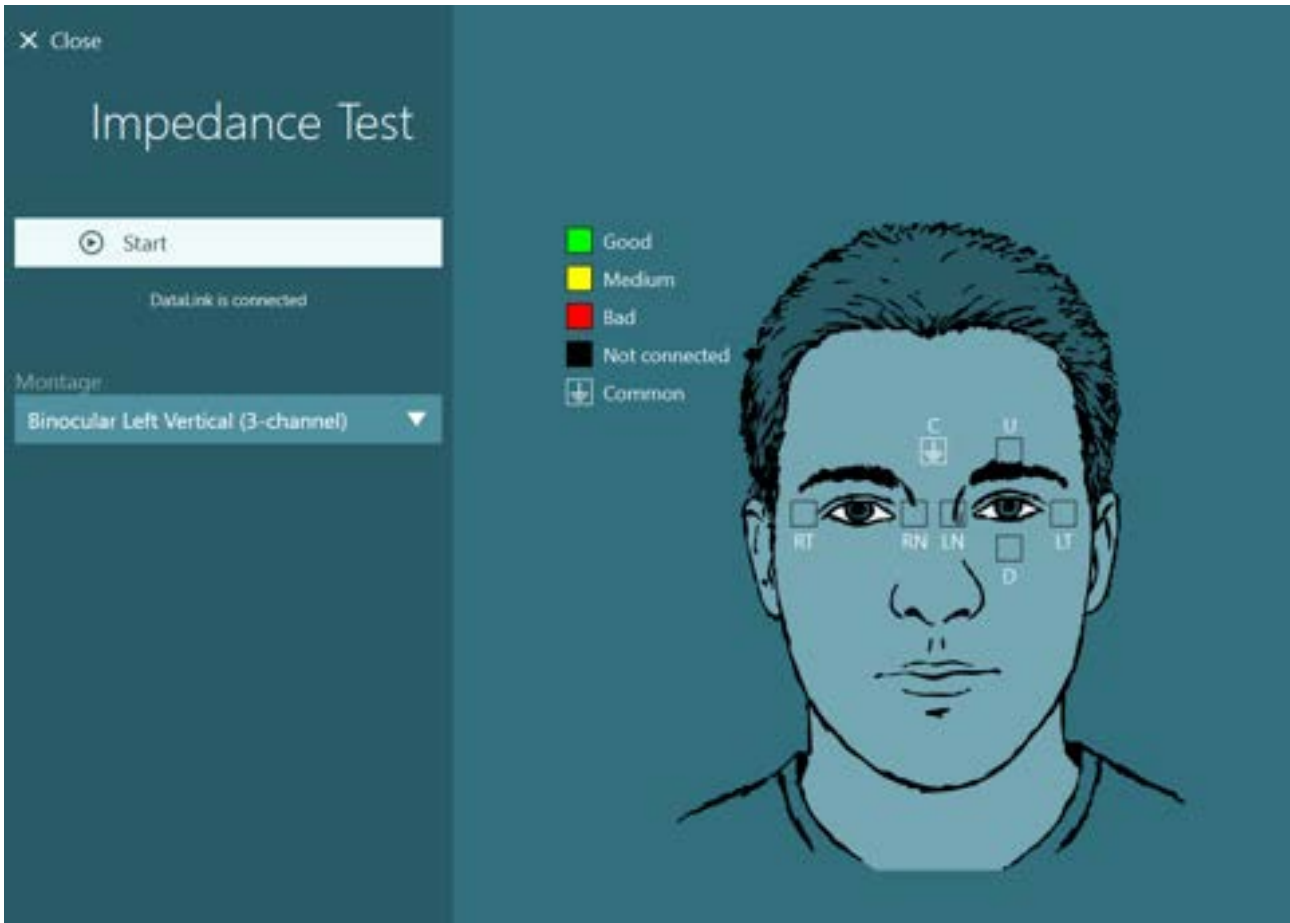 Close
Impedance Test
Start
DataLink is connected
Montage
Binocular Left Vertical (3-channel)
Good
Medium
Bad
Not connected
Common
C U
RT RN LN LT
D